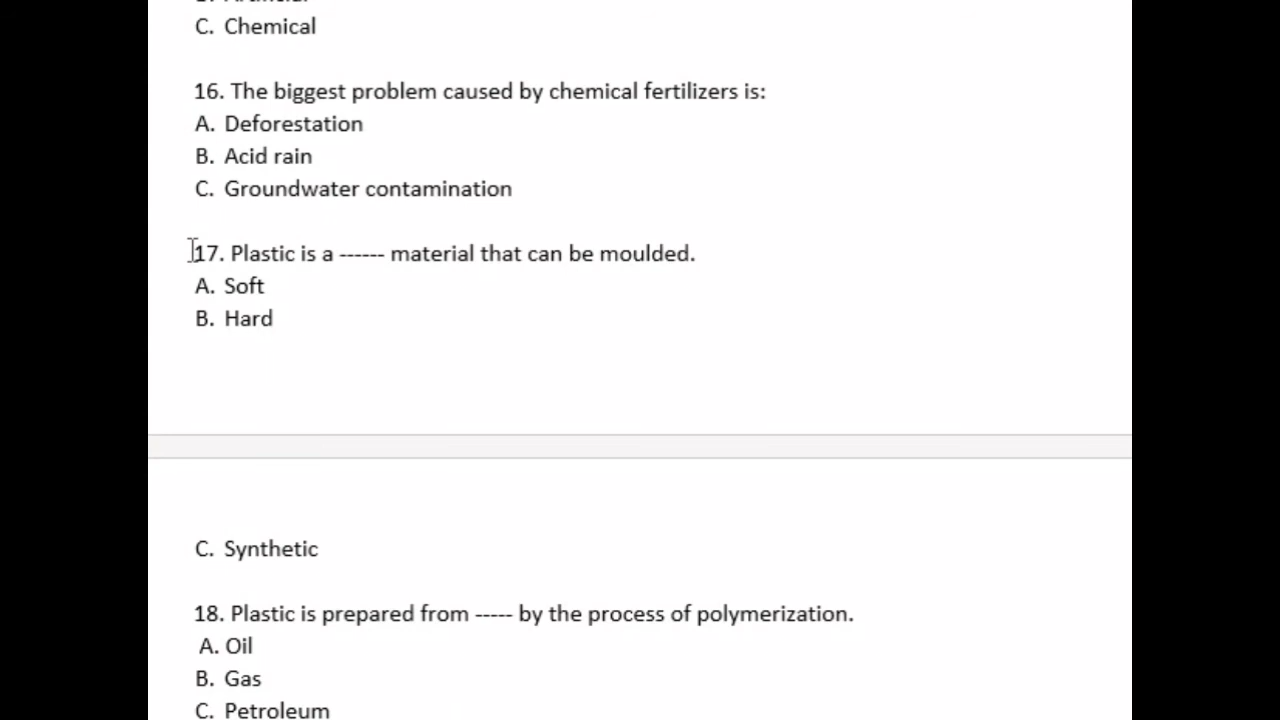 C. Chemical
16. The biggest problem caused by chemical fertilizers is:
A. Deforestation
B. Acid rain
C. Groundwater contamination
17. Plastic is a ------ material that can be moulded.
A. Soft
B. Hard
C. Synthetic
18. Plastic is prepared from ----- by the process of polymerization.
A. Oil
B. Gas
C. Petroleum